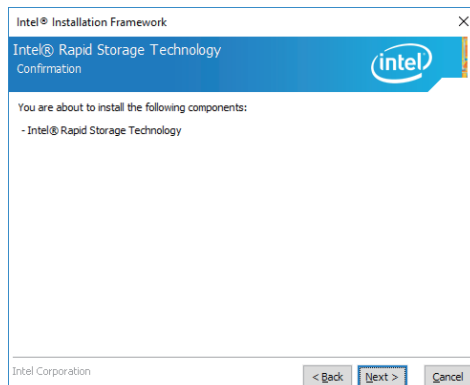 Intel® Installation Framework
Intel® Rapid Storage Technology
Confirmation
intel
You are about to install the following components:
- Intel® Rapid Storage Technology
Intel Corporation
< Back Next > Cancel